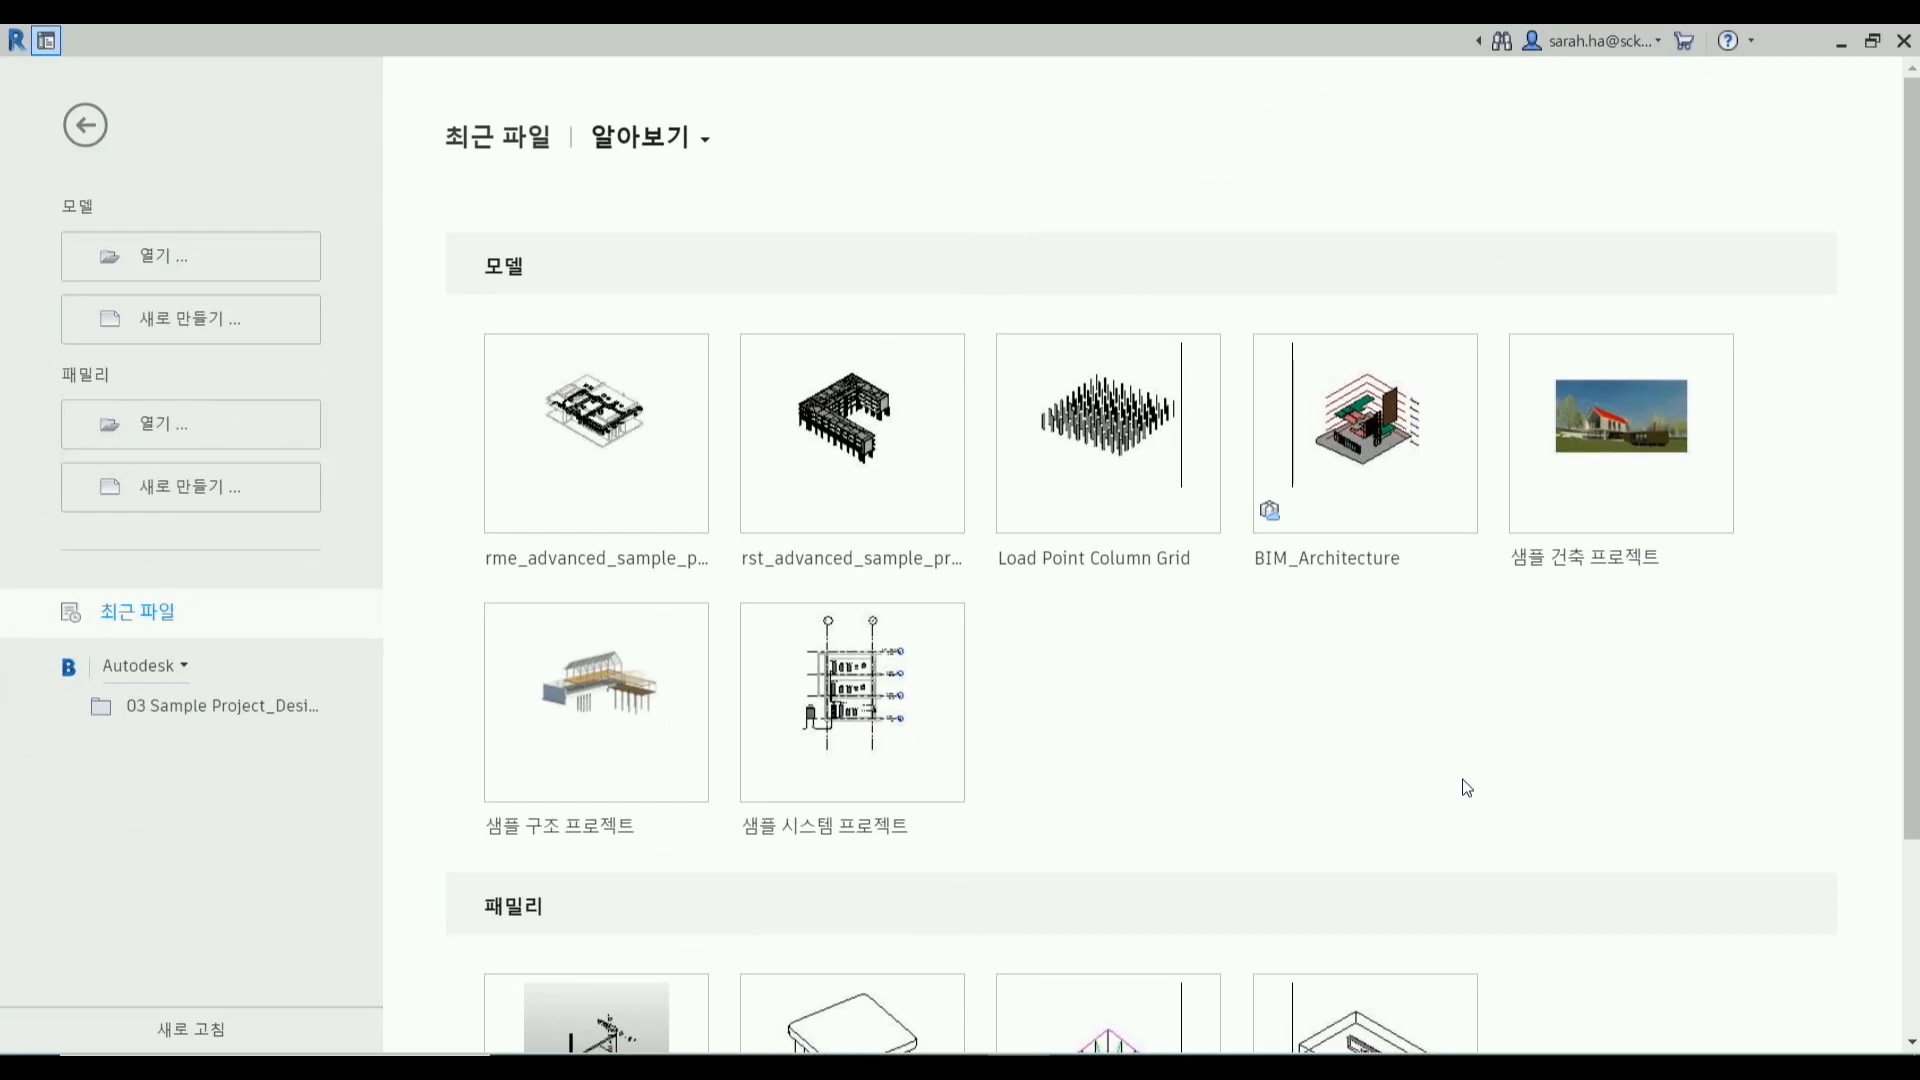 R
sarah.ha@sck...
최근 파일 알아보기
모델
열기 ...
새로 만들기 ...
패밀리
열기 ...
새로 만들기 ...
최근 파일
B Autodesk
03 Sample Project_Desi...
새로 고침
모델
rme_advanced_sample_p...
rst_advanced_sample_pr...
Load Point Column Grid
BIM_Architecture
샘플 건축 프로젝트
샘플 구조 프로젝트
샘플 시스템 프로젝트
패밀리